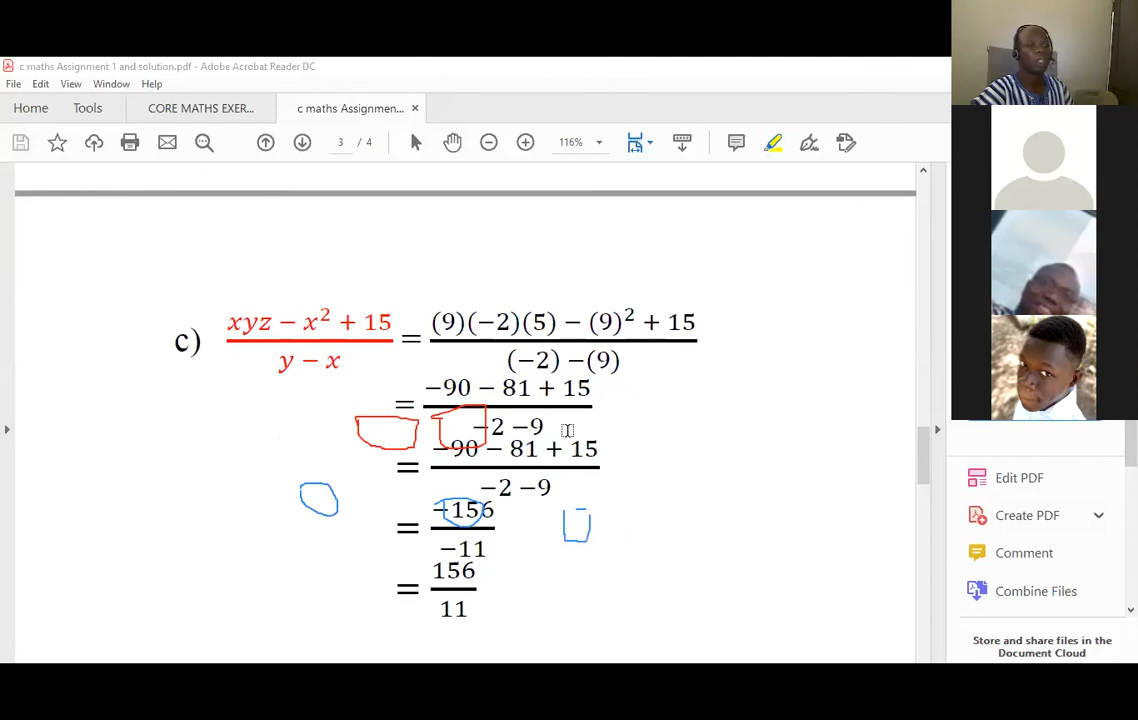 c maths Assignment 1 and solution.pdf - Adobe Acrobat Reader DC
File Edit View Window Help
Home Tools CORE MATHS EXER... c maths Assignmen... ×
3 / 4 116%
c) (xyz − x² + 15)/(y − x) = ((9)(−2)(5) − (9)² + 15)/((−2) −(9))
= (−90 − 81 + 15)/(−2 −9)
= (−90 − 81 + 15)/(−2 −9)
= −156/−11
= 156/11
Edit PDF
Create PDF
Comment
Combine Files
Store and share files in the
Document Cloud